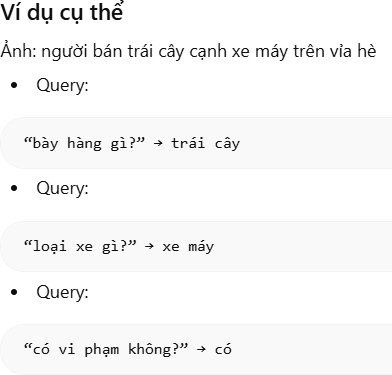 Ví dụ cụ thể
Ảnh: người bán trái cây cạnh xe máy trên vỉa hè
• Query:
“bày hàng gì?” → trái cây
• Query:
“loại xe gì?” → xe máy
• Query:
“có vi phạm không?” → có